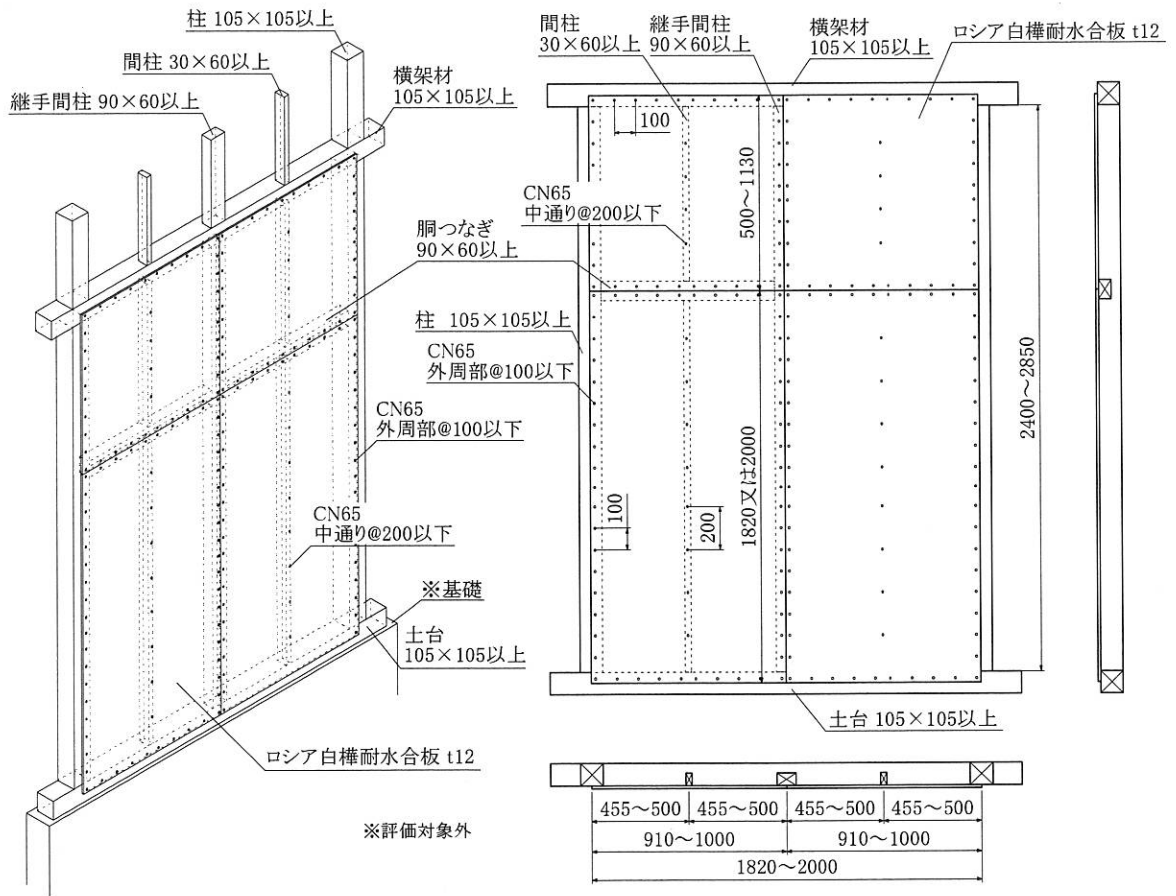 柱 105×105以上
間柱 30×60以上
継手間柱 90×60以上
横架材
105×105以上
胴つなぎ
90×60以上
CN65
外周部@100以下
CN65
中通り@200以下
※基礎
土台
105×105以上
ロシア白樺耐水合板 t12
※評価対象外
間柱
30×60以上
継手間柱
90×60以上
横架材
105×105以上
ロシア白樺耐水合板 t12
100
CN65
中通り@200以下
500～1130
柱 105×105以上
CN65
外周部@100以下
100
200
1820又は2000
2400～2850
土台 105×105以上
455～500
455～500
455～500
455～500
910～1000
910～1000
1820～2000